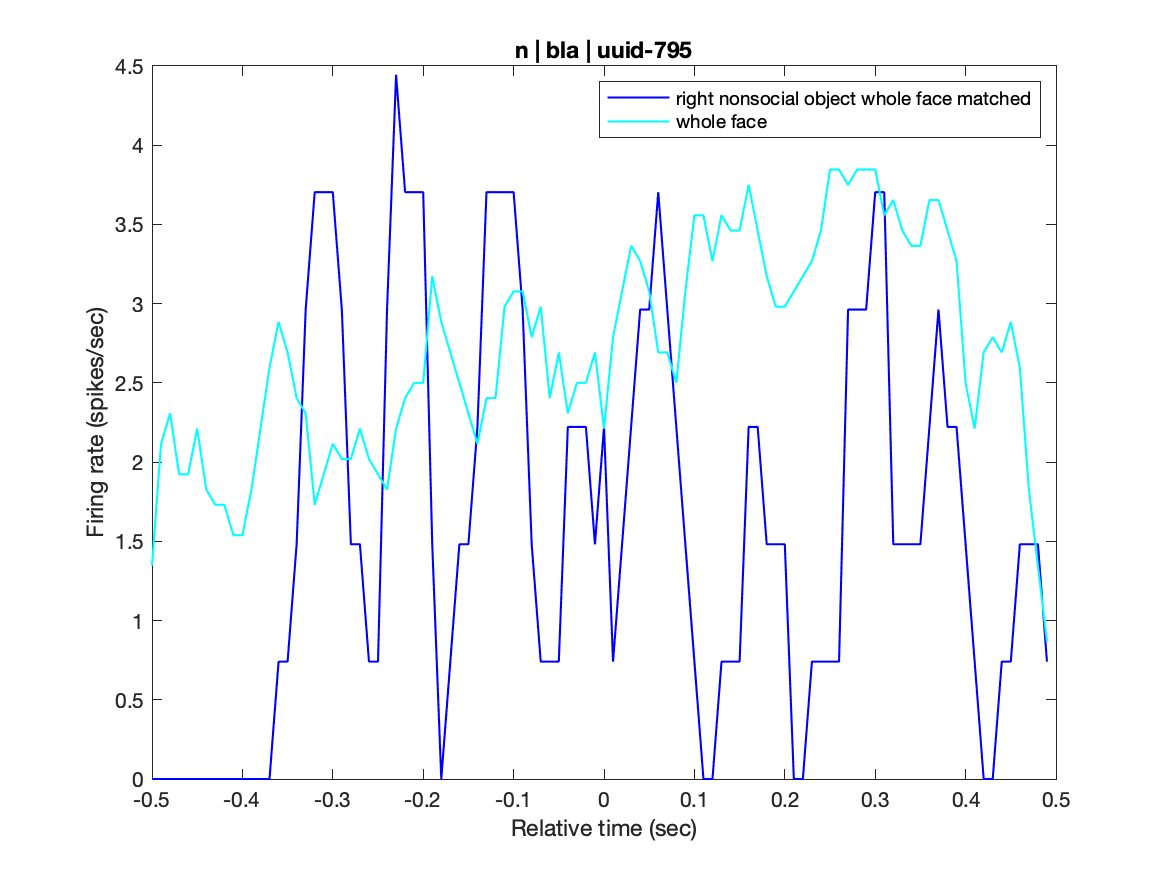 n | bla | uuid-795
right nonsocial object whole face matched
whole face
Firing rate (spikes/sec)
4.5
4
3.5
3
2.5
2
1.5
1
0.5
0
-0.5 -0.4 -0.3 -0.2 -0.1 0 0.1 0.2 0.3 0.4 0.5
Relative time (sec)